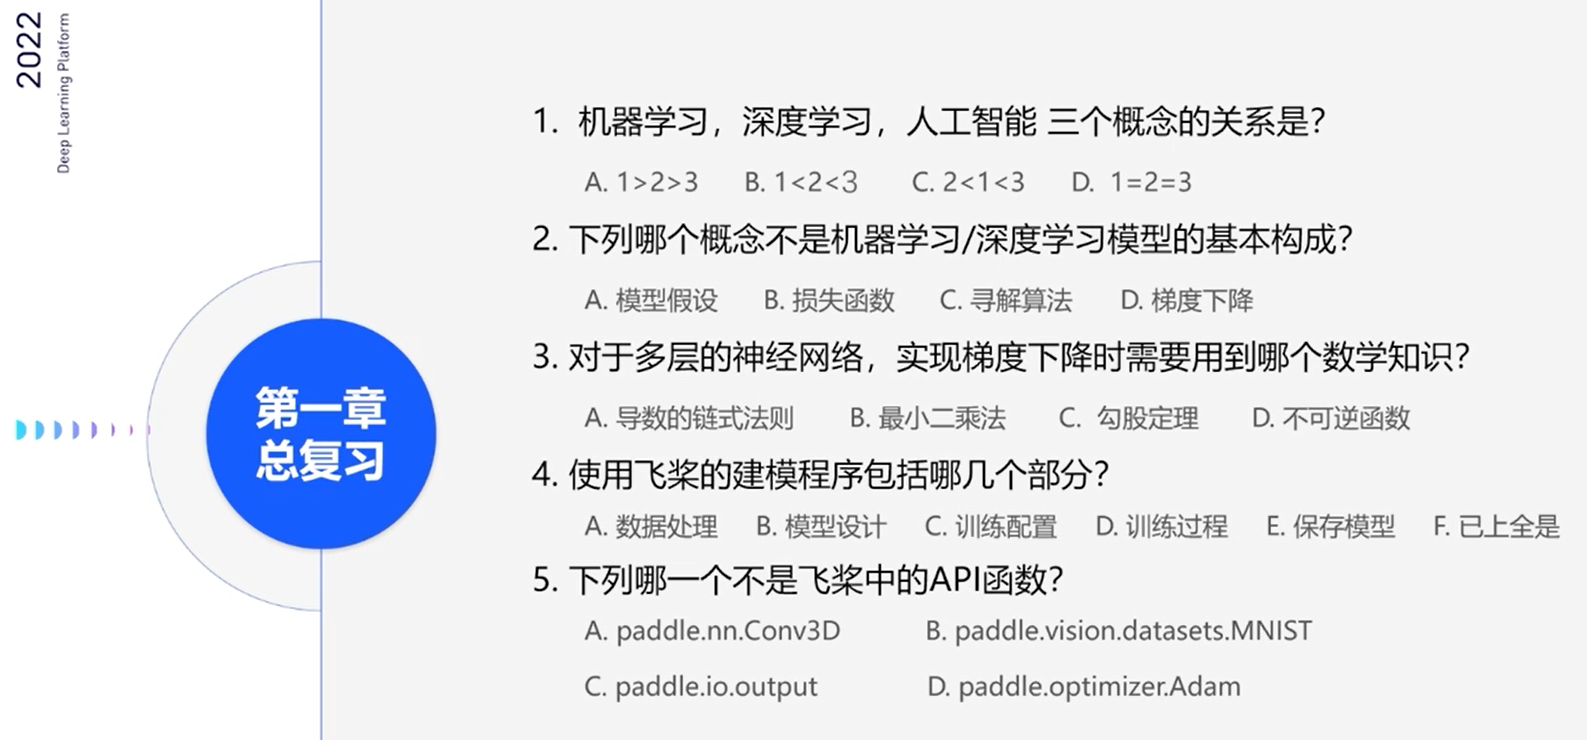 2022
Deep Learning Platform
第一章
总复习
1. 机器学习，深度学习，人工智能 三个概念的关系是？
A. 1>2>3 B. 1<2<3 C. 2<1<3 D. 1=2=3
2. 下列哪个概念不是机器学习/深度学习模型的基本构成？
A. 模型假设 B. 损失函数 C. 寻解算法 D. 梯度下降
3. 对于多层的神经网络，实现梯度下降时需要用到哪个数学知识？
A. 导数的链式法则 B. 最小二乘法 C. 勾股定理 D. 不可逆函数
4. 使用飞桨的建模程序包括哪几个部分？
A. 数据处理 B. 模型设计 C. 训练配置 D. 训练过程 E. 保存模型 F. 已上全是
5. 下列哪一个不是飞桨中的API函数？
A. paddle.nn.Conv3D B. paddle.vision.datasets.MNIST
C. paddle.io.output D. paddle.optimizer.Adam